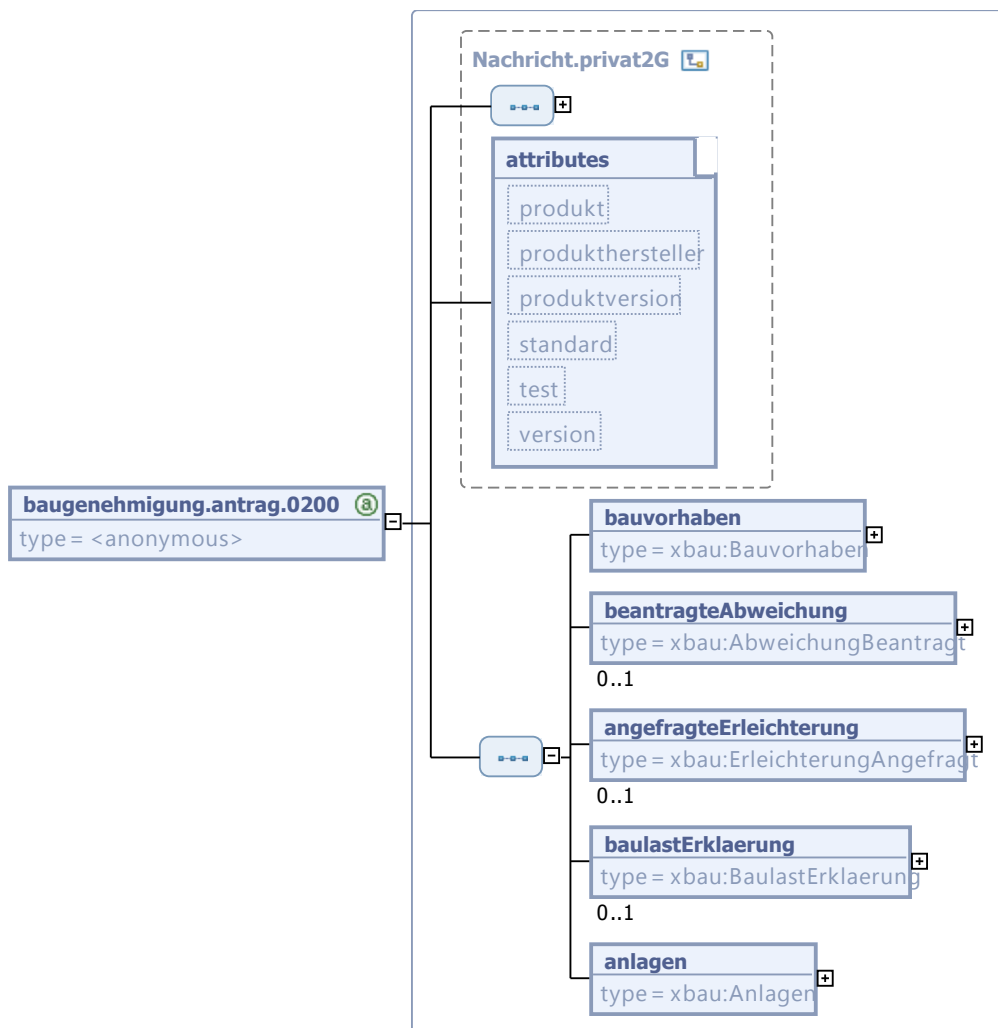 Nachricht.privat2G
attributes
produkt
produkthersteller
produktversion
standard
test
version
baugenehmigung.antrag.0200 a
type = <anonymous>
bauvorhaben
type = xbau:Bauvorhaben
beantragteAbweichung
type = xbau:AbweichungBeantragt
0..1
angefragteErleichterung
type = xbau:ErleichterungAngefragt
0..1
baulastErklaerung
type = xbau:BaulastErklaerung
0..1
anlagen
type = xbau:Anlagen